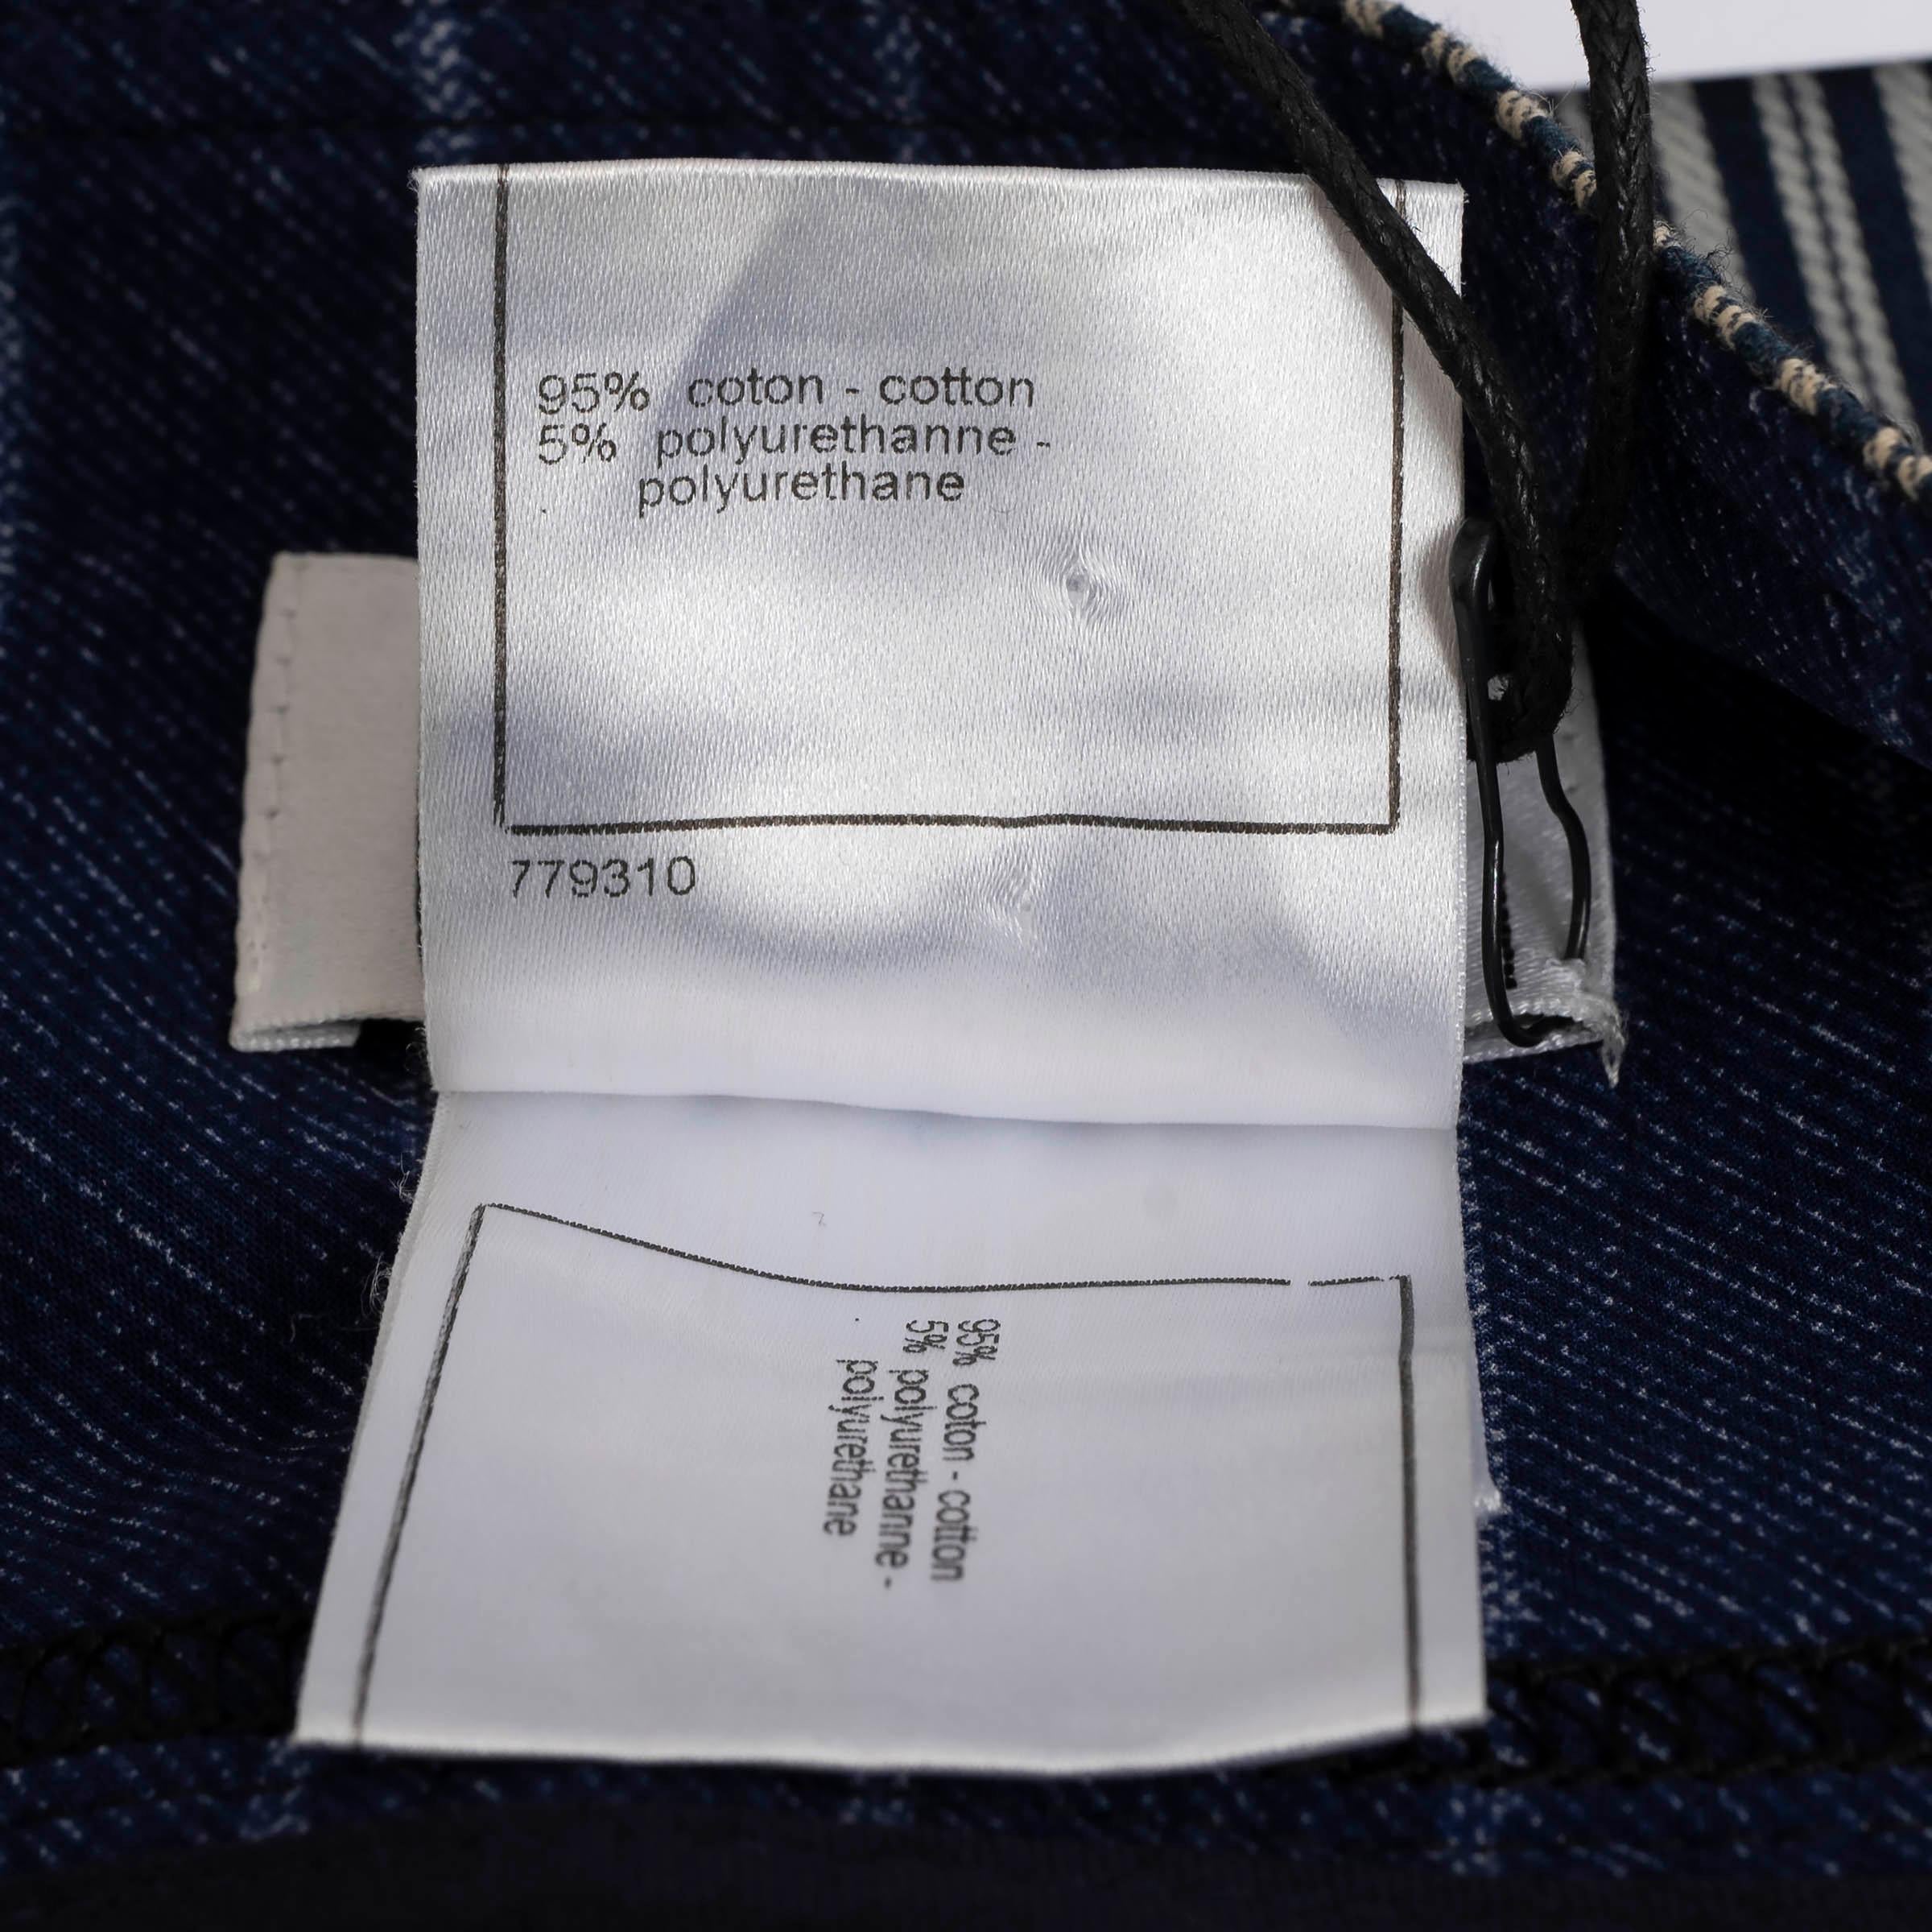 95% coton - cotton
5% polyurethanne -
polyurethane
779310
95% coton - cotton
5% polyurethanne -
polyurethane